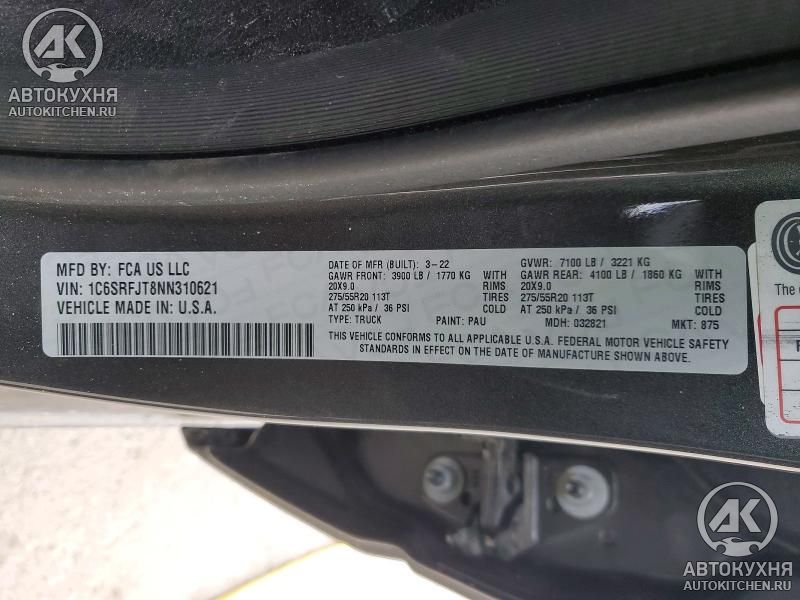 AK
АВТОКУХНЯ
AUTOKITCHEN.RU
MFD BY: FCA US LLC
VIN: 1C6SRFJT8NN310621
VEHICLE MADE IN: U.S.A.
DATE OF MFR (BUILT): 3-22
GAWR FRONT: 3900 LB / 1770 KG WITH
20X9.0 RIMS
275/55R20 113T TIRES
AT 250 kPa / 36 PSI COLD
TYPE: TRUCK PAINT: PAU
GVWR: 7100 LB / 3221 KG
GAWR REAR: 4100 LB / 1860 KG WITH
20X9.0 RIMS
275/55R20 113T TIRES
AT 250 kPa / 36 PSI COLD
MDH: 032821 MKT: 875
THIS VEHICLE CONFORMS TO ALL APPLICABLE U.S.A. FEDERAL MOTOR VEHICLE SAFETY
STANDARDS IN EFFECT ON THE DATE OF MANUFACTURE SHOWN ABOVE.
The
AK
АВТОКУХНЯ
AUTOKITCHEN.RU